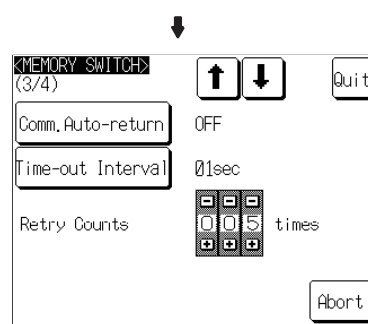 <MEMORY SWITCH>
(3/4)
Quit
Comm.Auto-return OFF
Time-out Interval 01sec
Retry Counts 005 times
Abort